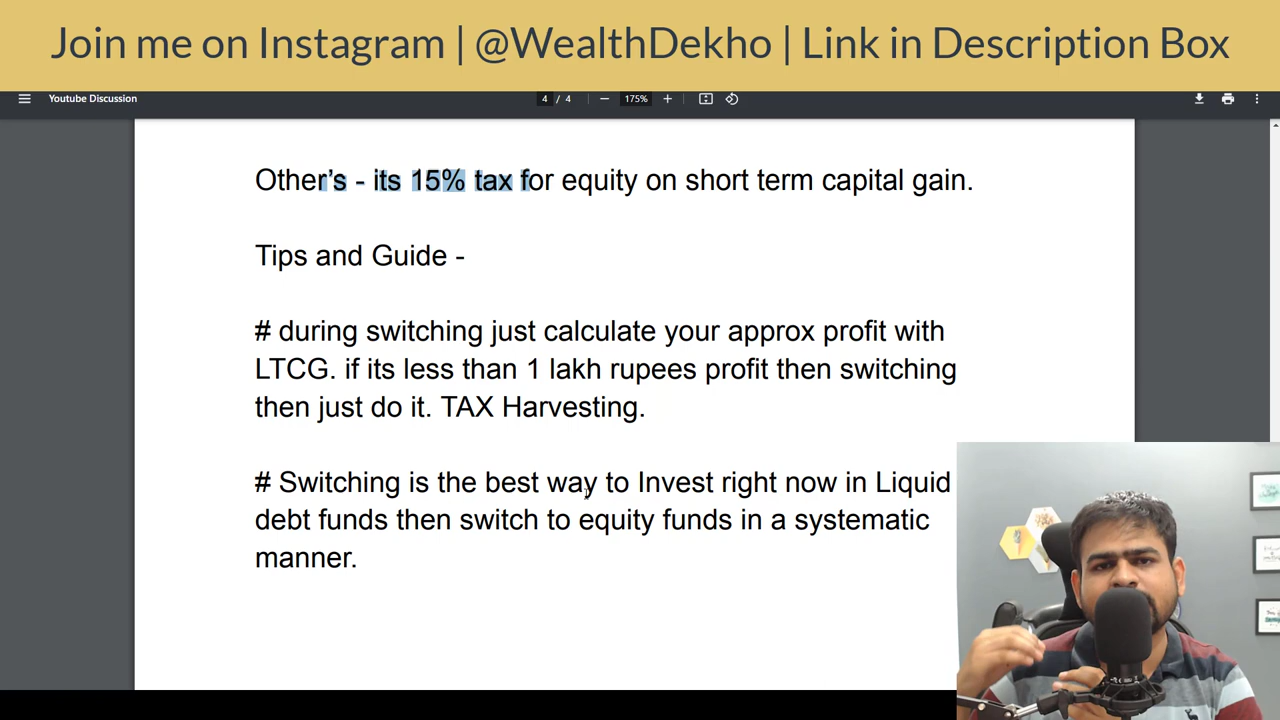 Join me on Instagram | @WealthDekho | Link in Description Box
Youtube Discussion
4 / 4
175%
Other's - its 15% tax for equity on short term capital gain.
Tips and Guide -
# during switching just calculate your approx profit with
LTCG. if its less than 1 lakh rupees profit then switching
then just do it. TAX Harvesting.
# Switching is the best way to Invest right now in Liquid
debt funds then switch to equity funds in a systematic
manner.